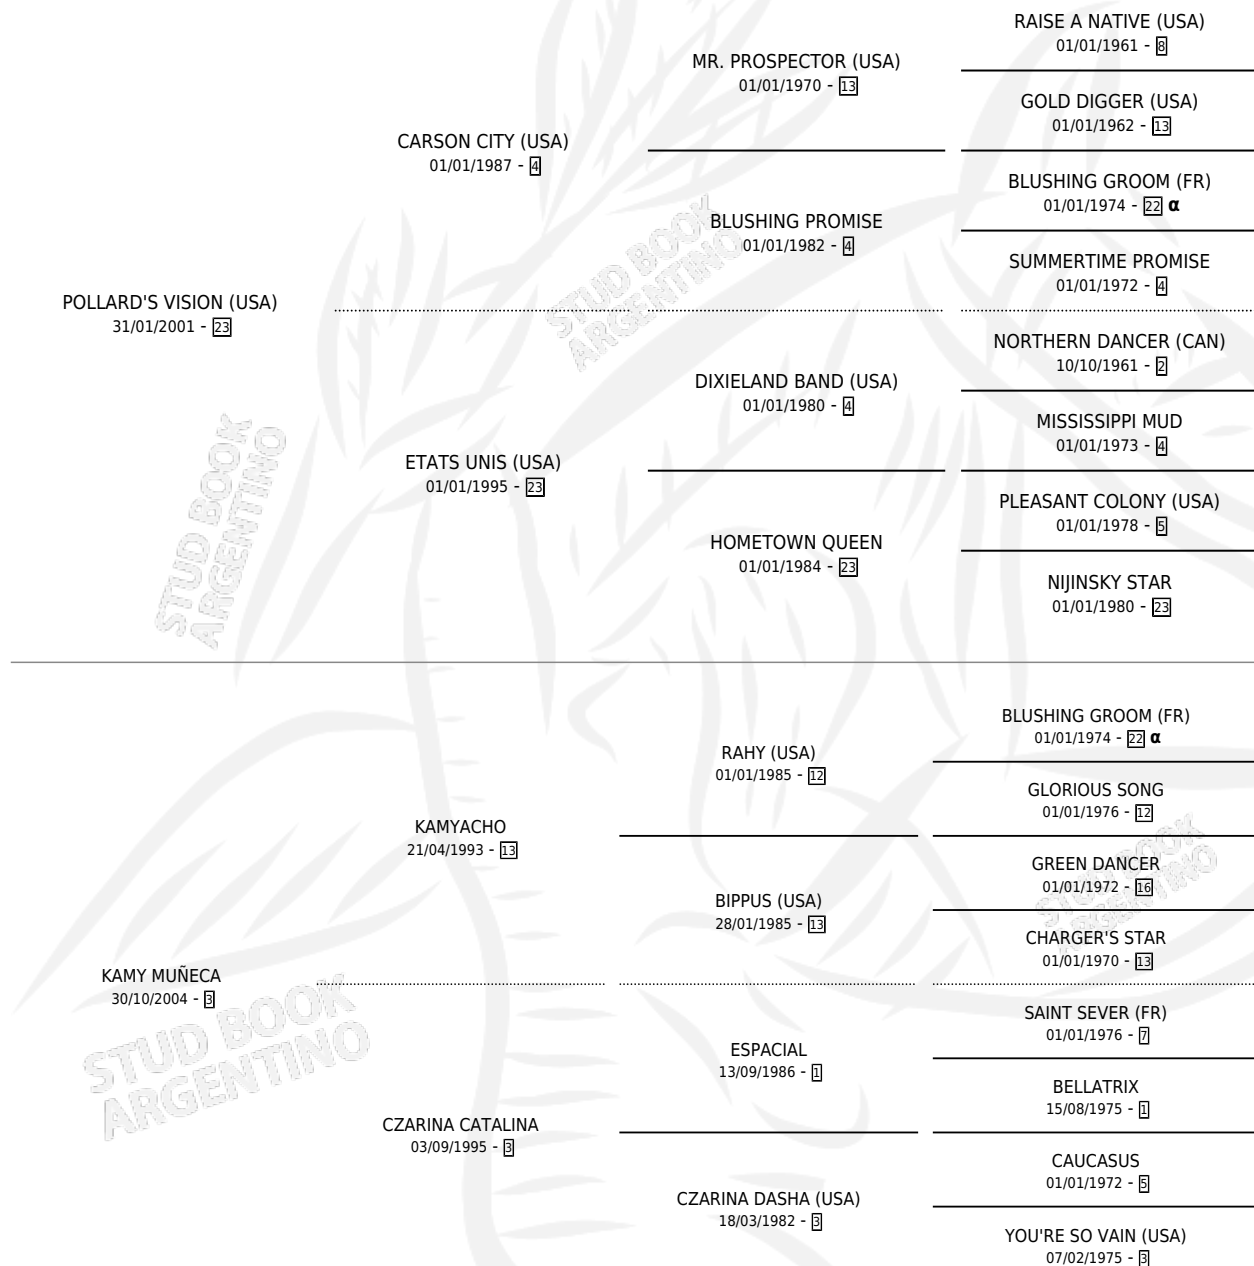 RAISE A NATIVE (USA)
01/01/1961 - 8
MR. PROSPECTOR (USA)
01/01/1970 - 13
GOLD DIGGER (USA)
01/01/1962 - 13
CARSON CITY (USA)
01/01/1987 - 4
BLUSHING GROOM (FR)
01/01/1974 - 22 α
BLUSHING PROMISE
01/01/1982 - 4
SUMMERTIME PROMISE
01/01/1972 - 4
POLLARD'S VISION (USA)
31/01/2001 - 23
NORTHERN DANCER (CAN)
10/10/1961 - 2
DIXIELAND BAND (USA)
01/01/1980 - 4
MISSISSIPPI MUD
01/01/1973 - 4
ETATS UNIS (USA)
01/01/1995 - 23
PLEASANT COLONY (USA)
01/01/1978 - 5
HOMETOWN QUEEN
01/01/1984 - 23
NIJINSKY STAR
01/01/1980 - 23
BLUSHING GROOM (FR)
01/01/1974 - 22 α
RAHY (USA)
01/01/1985 - 12
GLORIOUS SONG
01/01/1976 - 12
KAMYACHO
21/04/1993 - 13
GREEN DANCER
01/01/1972 - 16
BIPPUS (USA)
28/01/1985 - 13
CHARGER'S STAR
01/01/1970 - 13
KAMY MUÑECA
30/10/2004 - 3
SAINT SEVER (FR)
01/01/1976 - 7
ESPACIAL
13/09/1986 - 1
BELLATRIX
15/08/1975 - 1
CZARINA CATALINA
03/09/1995 - 3
CAUCASUS
01/01/1972 - 5
CZARINA DASHA (USA)
18/03/1982 - 3
YOU'RE SO VAIN (USA)
07/02/1975 - 3
STUD BOOK
ARGENTINO
STUD BOOK
ARGENTINO
STUD BOOK
ARGENTINO
STUD BOOK
ARGENTINO